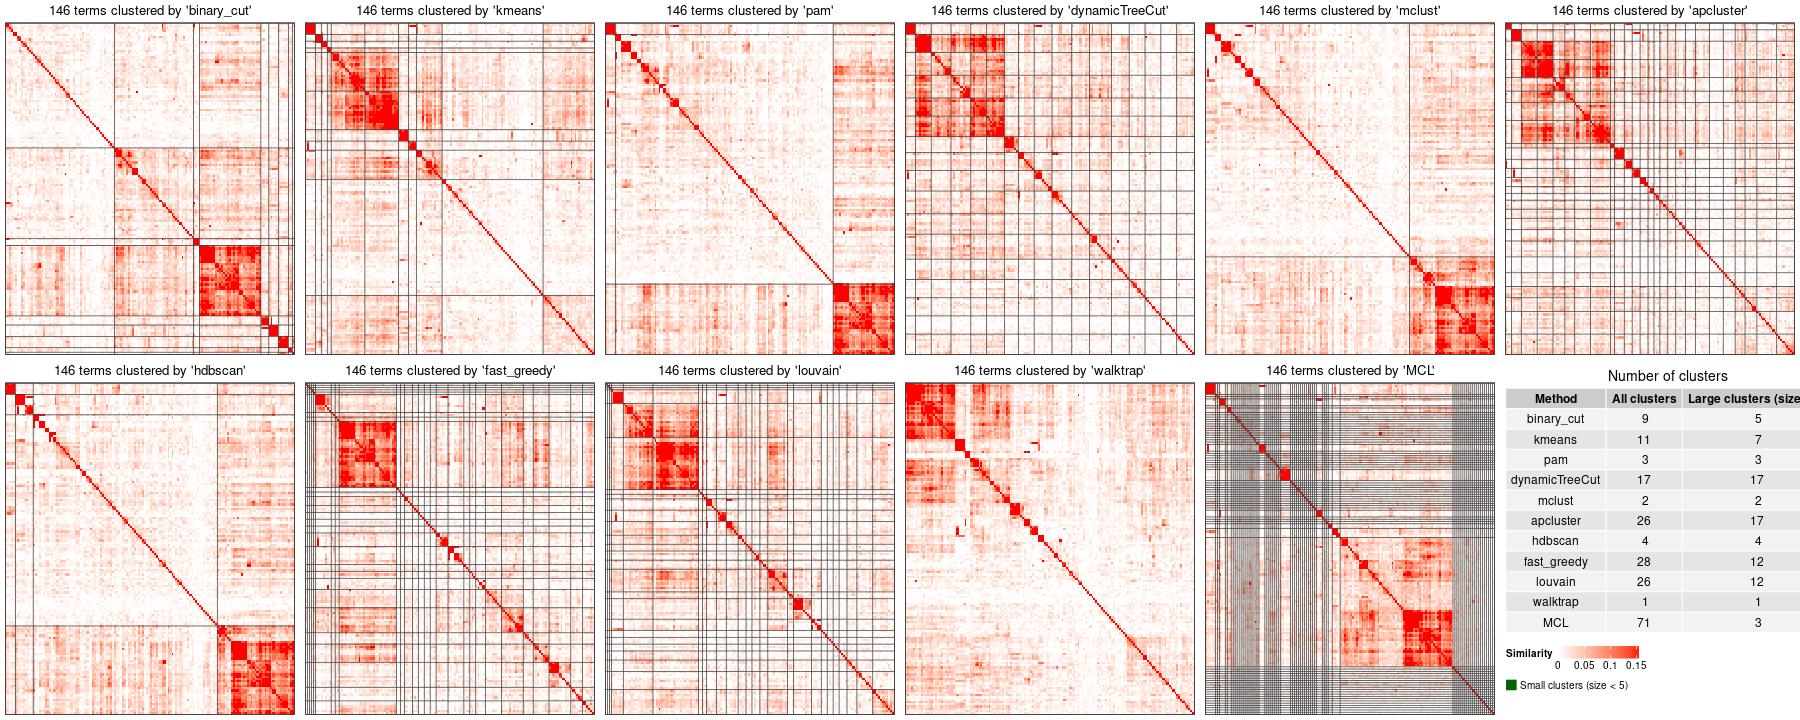 146 terms clustered by 'binary_cut'
146 terms clustered by 'kmeans'
146 terms clustered by 'pam'
146 terms clustered by 'dynamicTreeCut'
146 terms clustered by 'mclust'
146 terms clustered by 'apcluster'
146 terms clustered by 'hdbscan'
146 terms clustered by 'fast_greedy'
146 terms clustered by 'louvain'
146 terms clustered by 'walktrap'
146 terms clustered by 'MCL'
Number of clusters
Method All clusters Large clusters (size
binary_cut 9 5
kmeans 11 7
pam 3 3
dynamicTreeCut 17 17
mclust 2 2
apcluster 26 17
hdbscan 4 4
fast_greedy 28 12
louvain 26 12
walktrap 1 1
MCL 71 3
Similarity
0 0.05 0.1 0.15
Small clusters (size < 5)